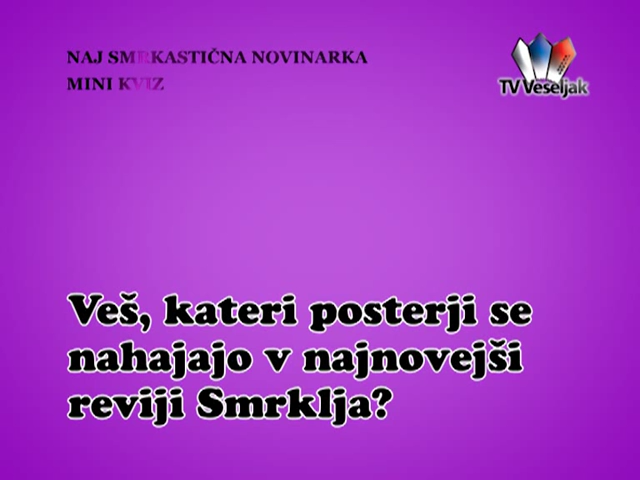 NAJ SMRKASTIČNA NOVINARKA
MINI KVIZ
TV Veseljak
Veš, kateri posterji se
nahajajo v najnovejši
reviji Smrklja?